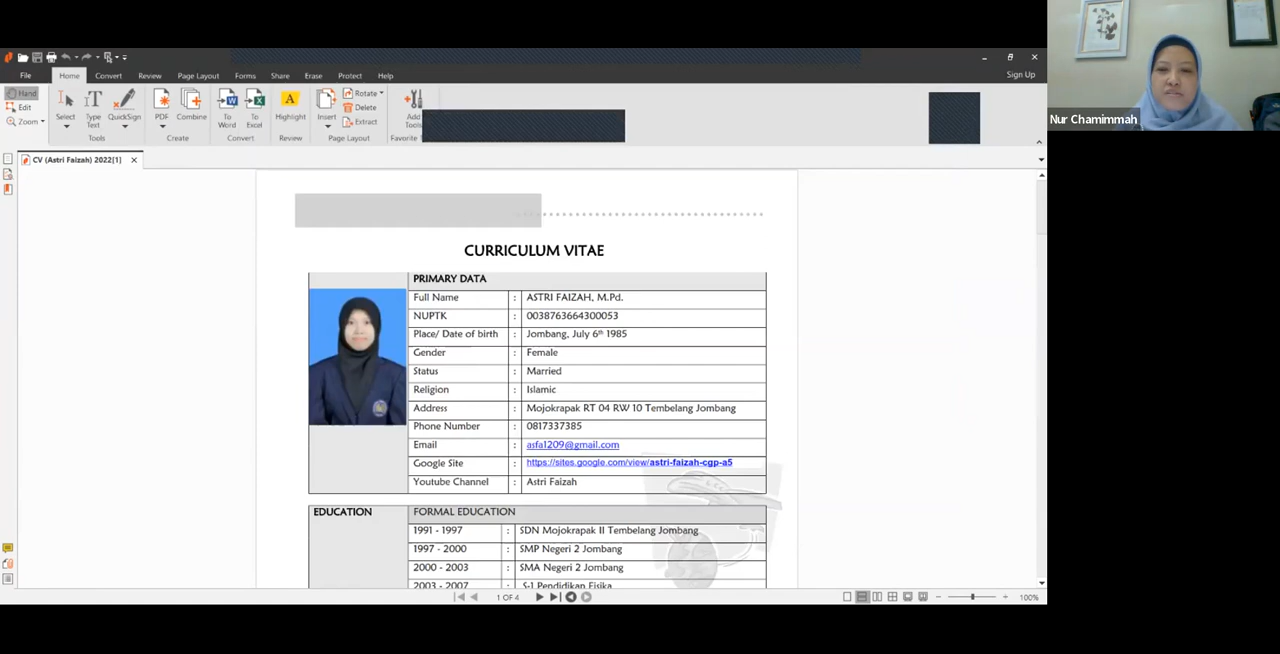 Sign Up
File Home Convert Review Page Layout Forms Share Erase Protect Help
Hand
Edit
Zoom
Select
Type Text
QuickSign
Tools
PDF
Combine
Create
To Word
To Excel
Convert
Highlight
Review
Insert
Rotate
Delete
Extract
Page Layout
Add Tools
Favorite
Nur Chamimmah
CV (Astri Faizah) 2022(1)
CURRICULUM VITAE
PRIMARY DATA
Full Name : ASTRI FAIZAH, M.Pd.
NUPTK : 0038763664300053
Place/ Date of birth : Jombang, July 6th 1985
Gender : Female
Status : Married
Religion : Islamic
Address : Mojokrapak RT 04 RW 10 Tembelang Jombang
Phone Number : 0817337385
Email : asfa1209@gmail.com
Google Site : https://sites.google.com/view/astri-faizah-cgp-a5
Youtube Channel : Astri Faizah
EDUCATION FORMAL EDUCATION
1991 - 1997 : SDN Mojokrapak II Tembelang Jombang
1997 - 2000 : SMP Negeri 2 Jombang
2000 - 2003 : SMA Negeri 2 Jombang
2003 - 2007 : S-1 Pendidikan Fisika
1 OF 4
100%